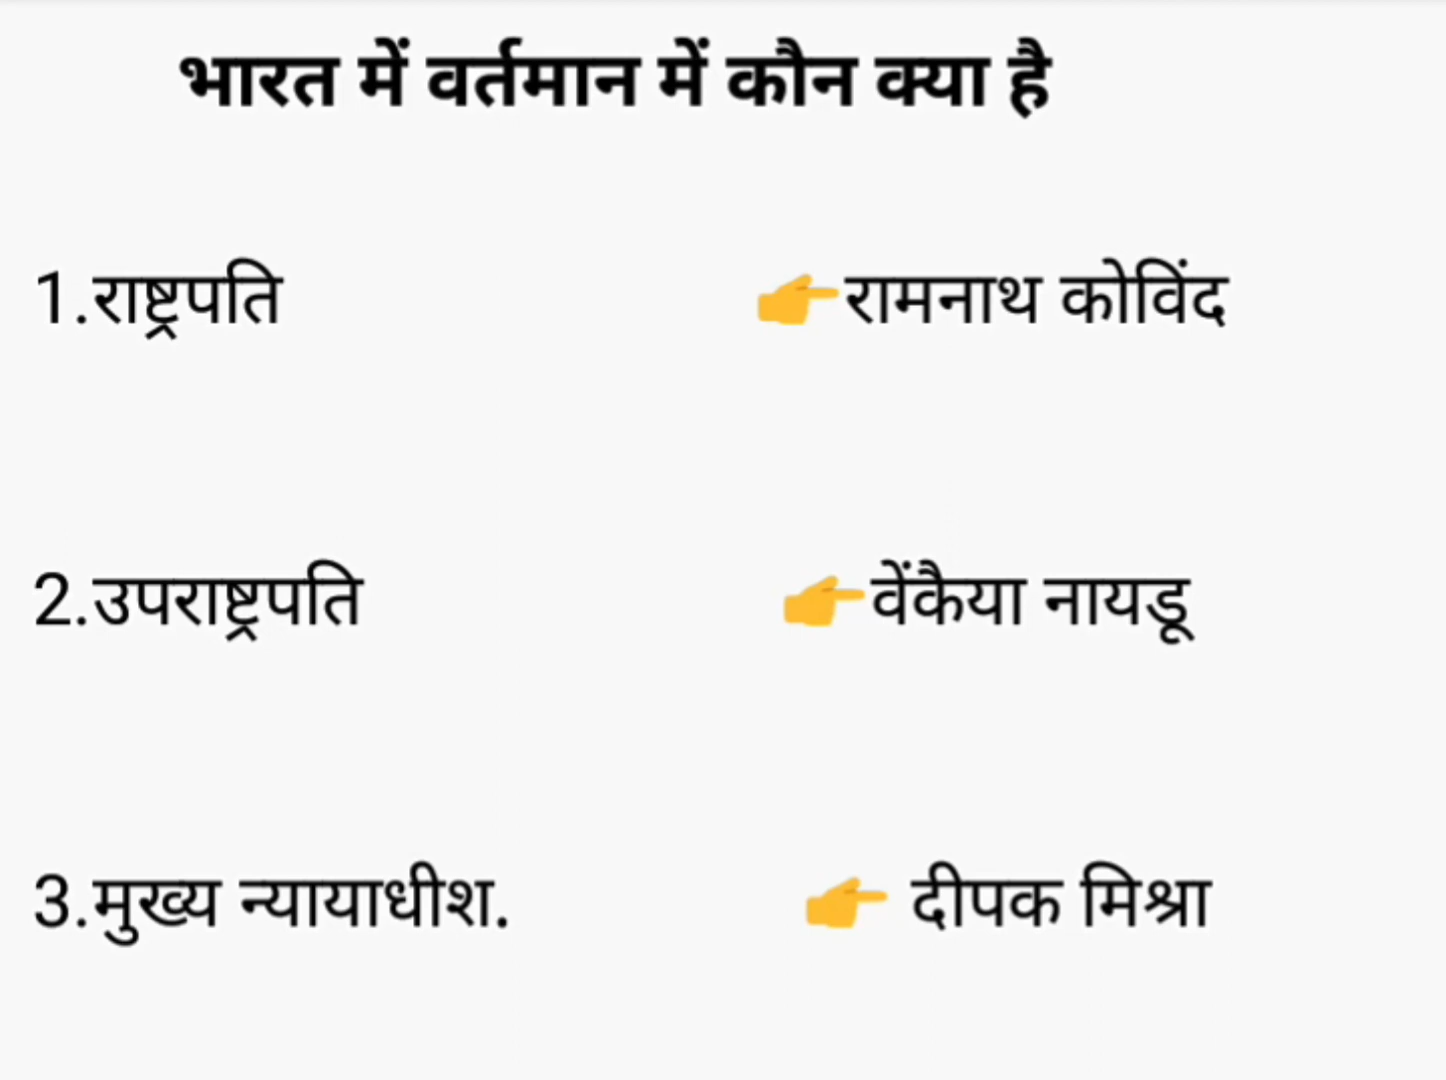 भारत में वर्तमान में कौन क्या है
1.राष्ट्रपति 👉रामनाथ कोविंद
2.उपराष्ट्रपति 👉वेंकैया नायडू
3.मुख्य न्यायाधीश. 👉 दीपक मिश्रा